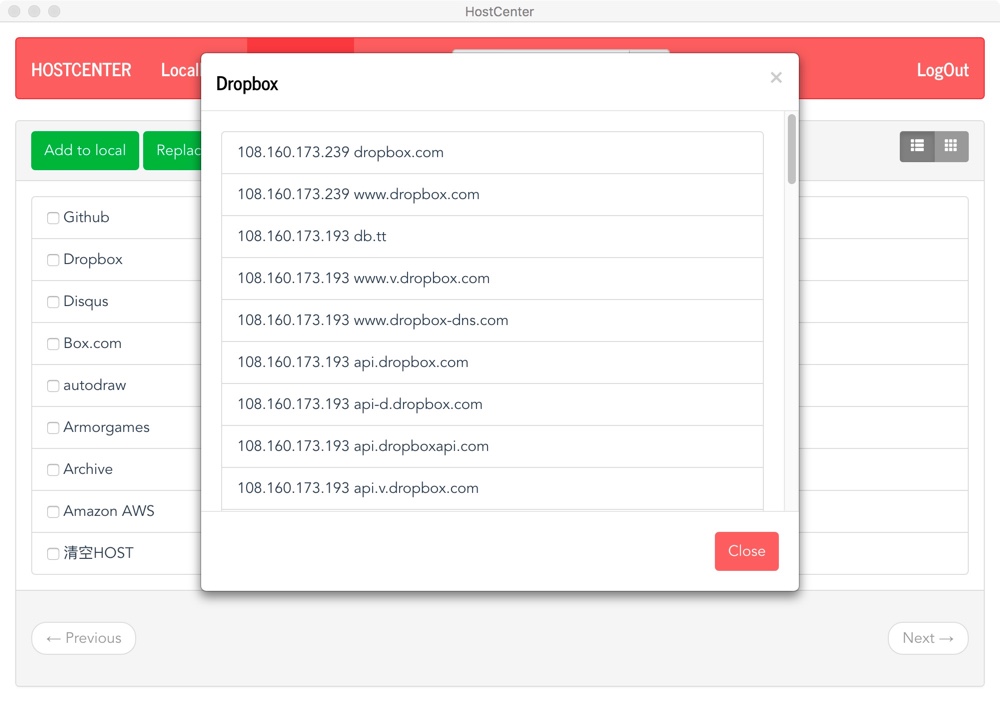 HostCenter
HOSTCENTER
LogOut
Dropbox
×
Add to local
108.160.173.239 dropbox.com
108.160.173.239 www.dropbox.com
108.160.173.193 db.tt
108.160.173.193 www.v.dropbox.com
108.160.173.193 www.dropbox-dns.com
108.160.173.193 api.dropbox.com
108.160.173.193 api-d.dropbox.com
108.160.173.193 api.dropboxapi.com
108.160.173.193 api.v.dropbox.com
Close
Github
Dropbox
Disqus
Box.com
autodraw
Armorgames
Archive
Amazon AWS
清空HOST
← Previous
Next →